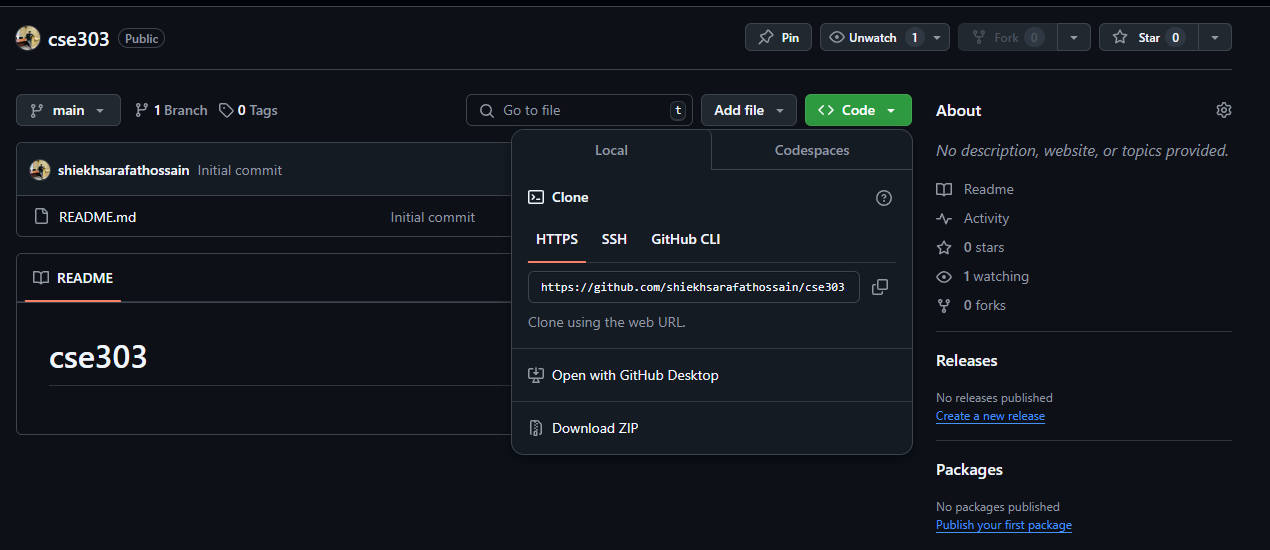 cse303 Public Pin Unwatch 1 Fork 0 Star 0
main 1 Branch 0 Tags Go to file t Add file Code
About
No description, website, or topics provided.
Readme
Activity
0 stars
1 watching
0 forks
Releases
No releases published
Create a new release
Packages
No packages published
Publish your first package
shiekhsarafathossain Initial commit
README.md Initial commit
README
cse303
Local Codespaces
Clone
HTTPS SSH GitHub CLI
https://github.com/shiekhsarafathossain/cse303
Clone using the web URL.
Open with GitHub Desktop
Download ZIP